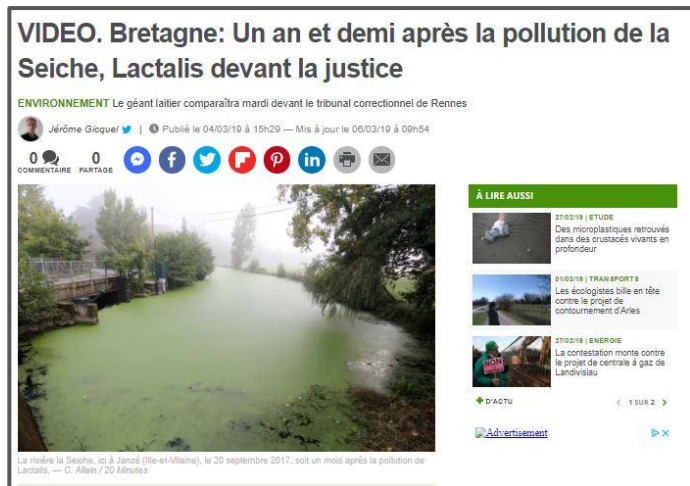 VIDEO. Bretagne: Un an et demi après la pollution de la
Seiche, Lactalis devant la justice
ENVIRONNEMENT Le géant laitier comparaîtra mardi devant le tribunal correctionnel de Rennes
Jérôme Gicquel | Publié le 04/03/19 à 15h29 — Mis à jour le 06/03/19 à 09h54
0
COMMENTAIRE
0
PARTAGE
La rivière la Seiche, ici à Janzé (Ille-et-Vilaine), le 20 septembre 2017, soit un mois après la pollution de
Lactalis. — C. Allain / 20 Minutes
À LIRE AUSSI
27/02/19 | ETUDE
Des microplastiques retrouvés
dans des crustacés vivants en
profondeur
01/03/19 | TRANSPORTS
Les écologistes bille en tête
contre le projet de
contournement d'Arles
NON
27/02/19 | ENERGIE
La contestation monte contre
le projet de centrale à gaz de
Landivisiau
+ D'ACTU
< 1 SUR 2 >
Advertisement